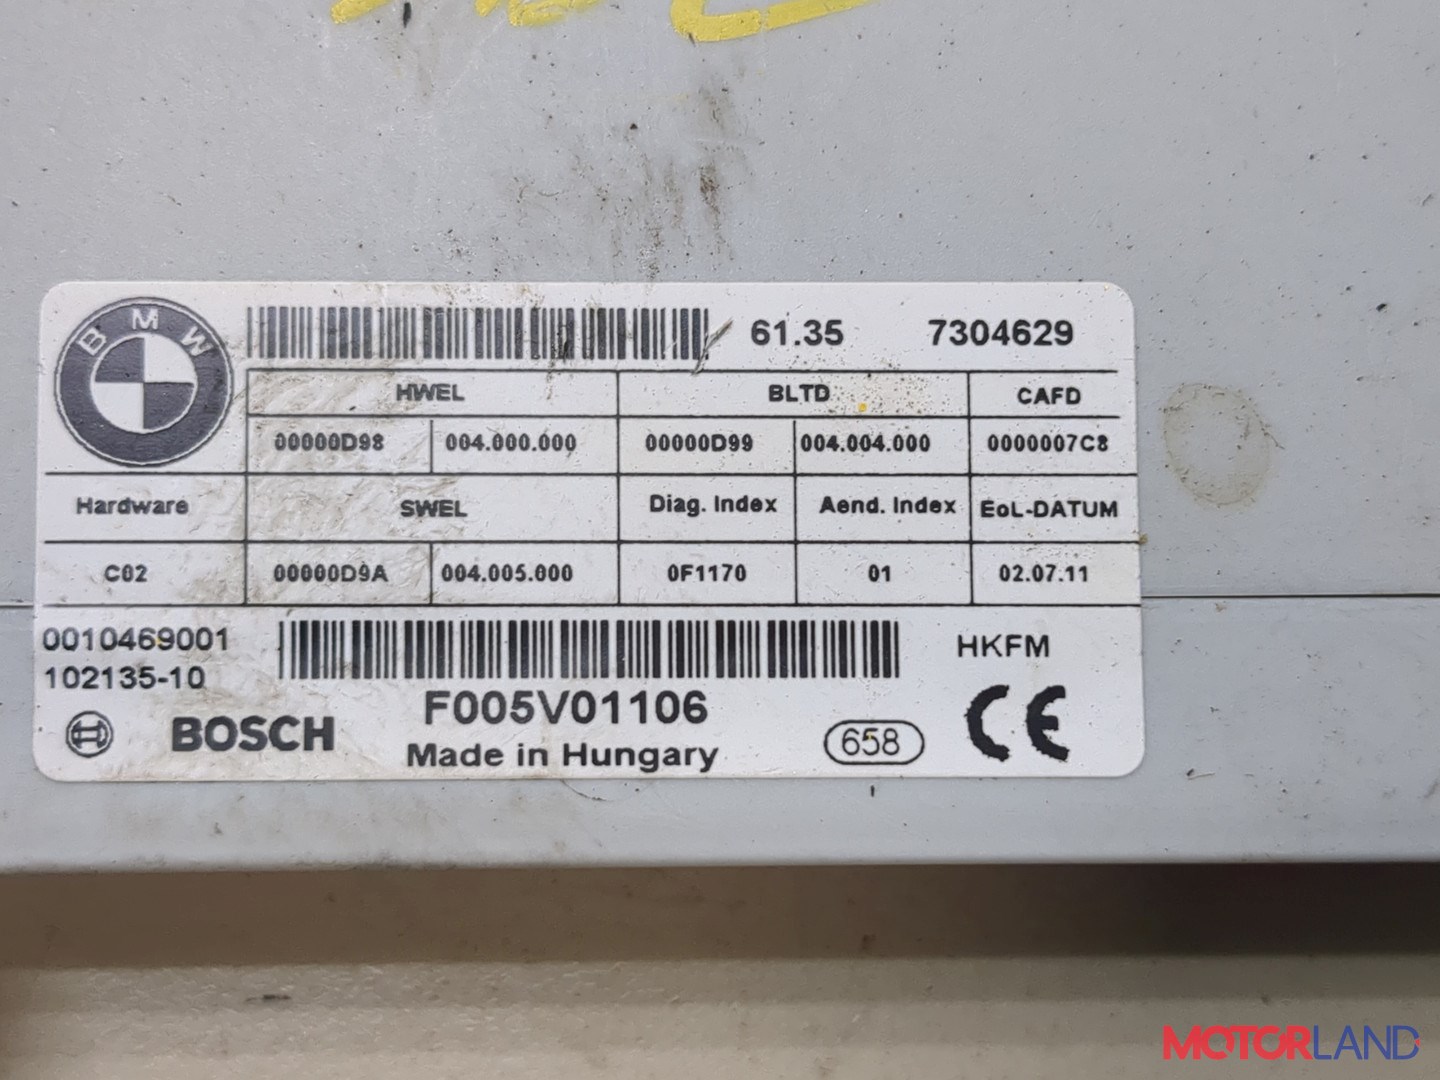 BMW
61.35 7304629
HWEL BLTD CAFD
00000D98 004.000.000 00000D99 004.004.000 0000007C8
Hardware SWEL Diag. Index Aend. Index EoL-DATUM
C02 00000D9A 004.005.000 0F1170 01 02.07.11
0010469001 HKFM
102135-10
F005V01106
BOSCH Made in Hungary 658 CE
MOTORLAND